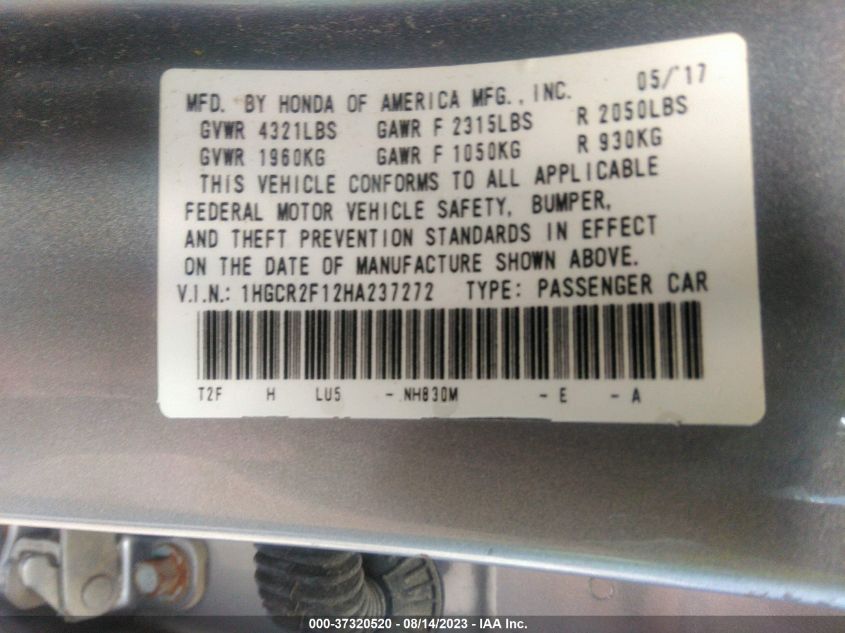 MFD. BY HONDA OF AMERICA MFG., INC. 05/'17
GVWR 4321LBS GAWR F 2315LBS R 2050LBS
GVWR 1960KG GAWR F 1050KG R 930KG
THIS VEHICLE CONFORMS TO ALL APPLICABLE
FEDERAL MOTOR VEHICLE SAFETY, BUMPER,
AND THEFT PREVENTION STANDARDS IN EFFECT
ON THE DATE OF MANUFACTURE SHOWN ABOVE.
V.I.N.: 1HGCR2F12HA237272 TYPE: PASSENGER CAR
T2F H LU5 - NH830M - E - A
000-37320520 - 08/14/2023 - IAA Inc.